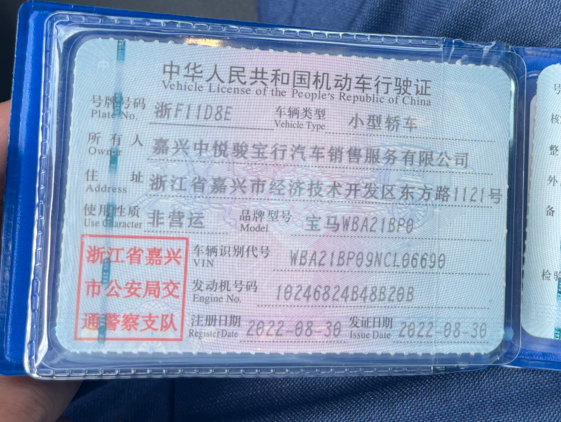 中华人民共和国机动车行驶证
Vehicle License of the People's Republic of China
号牌号码 浙F11D8E 车辆类型 小型轿车
Plate No. Vehicle Type
所有人 嘉兴中悦骏宝行汽车销售服务有限公司
Owner
住址 浙江省嘉兴市经济技术开发区东方路1121号
Address
使用性质 非营运 品牌型号 宝马WBA21BP0
Use Character Model
浙江省嘉兴
市公安局交
通警察支队
车辆识别代号 WBA21BP09NCL06690
VIN
发动机号码 10246824B48B20B
Engine No.
注册日期 2022-08-30 发证日期 2022-08-30
Register Date Issue Date
号
核
整
外
备
检验